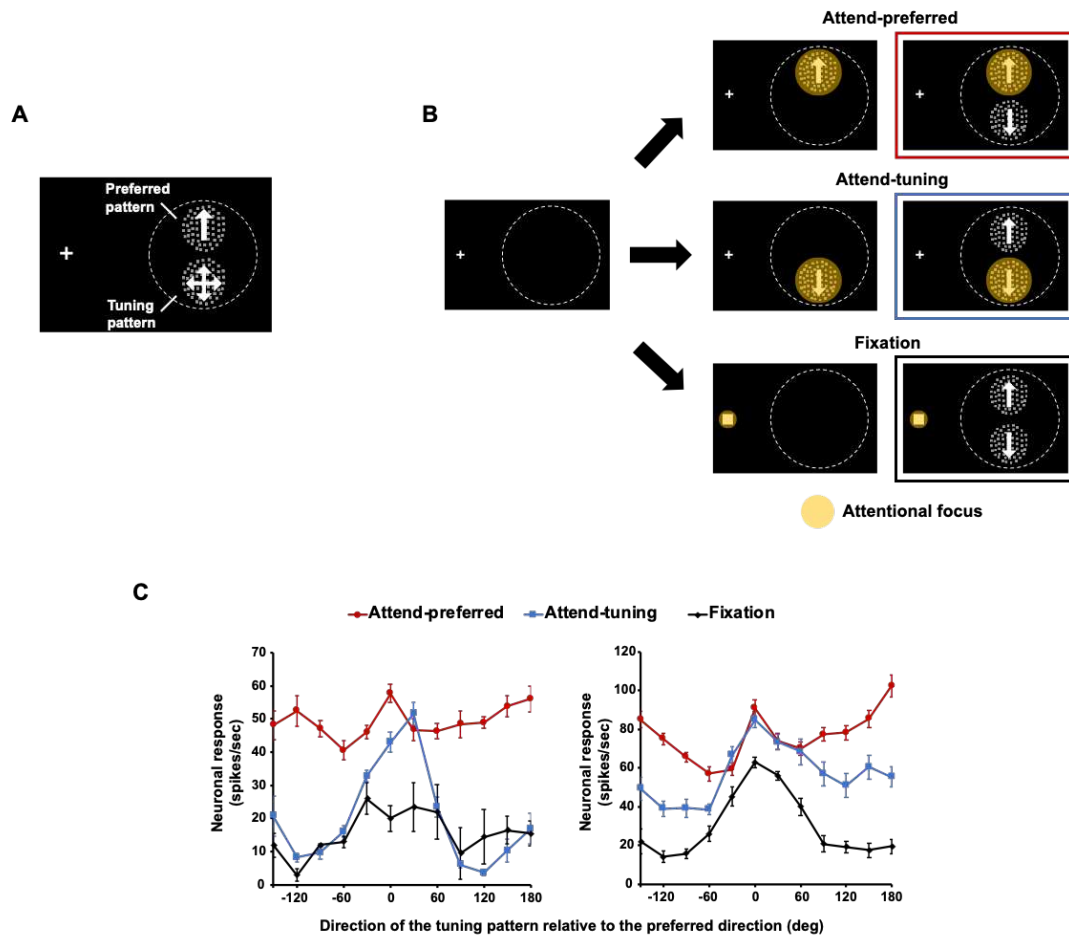 A
Preferred
pattern
Tuning
pattern
B
Attend-preferred
Attend-tuning
Fixation
Attentional focus
C
Attend-preferred Attend-tuning Fixation
Neuronal response
(spikes/sec)
70
60
50
40
30
20
10
0
-120 -60 0 60 120 180
Neuronal response
(spikes/sec)
120
100
80
60
40
20
0
-120 -60 0 60 120 180
Direction of the tuning pattern relative to the preferred direction (deg)